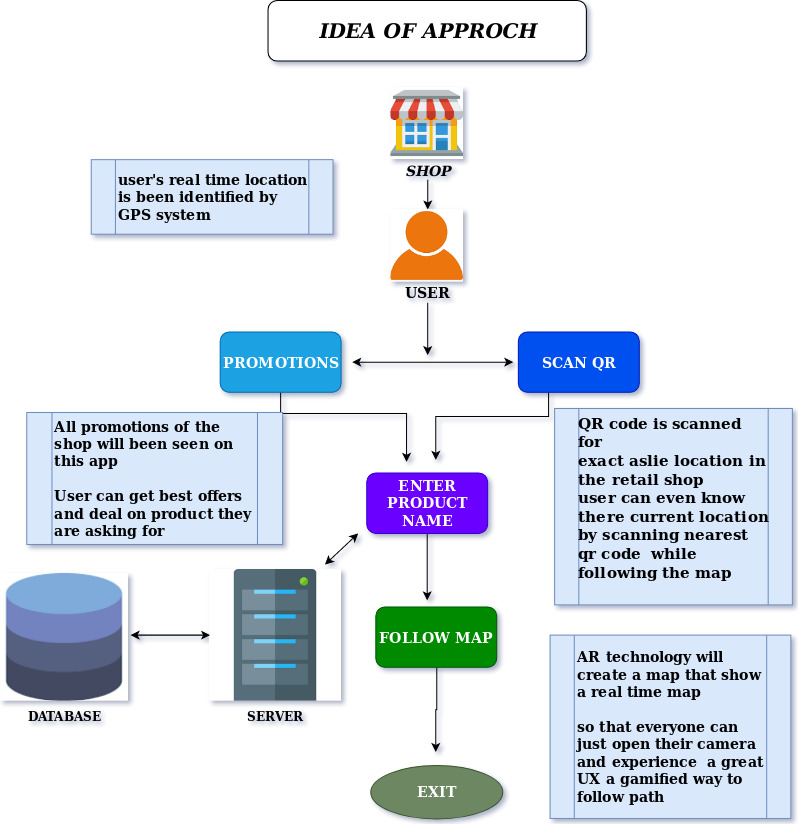 IDEA OF APPROCH
SHOP
user's real time location
is been identified by
GPS system
USER
PROMOTIONS
SCAN QR
All promotions of the
shop will been seen on
this app
User can get best offers
and deal on product they
are asking for
QR code is scanned
for
exact aslie location in
the retail shop
user can even know
there current location
by scanning nearest
qr code while
following the map
ENTER
PRODUCT
NAME
FOLLOW MAP
DATABASE
SERVER
AR technology will
create a map that show
a real time map
so that everyone can
just open their camera
and experience a great
UX a gamified way to
follow path
EXIT